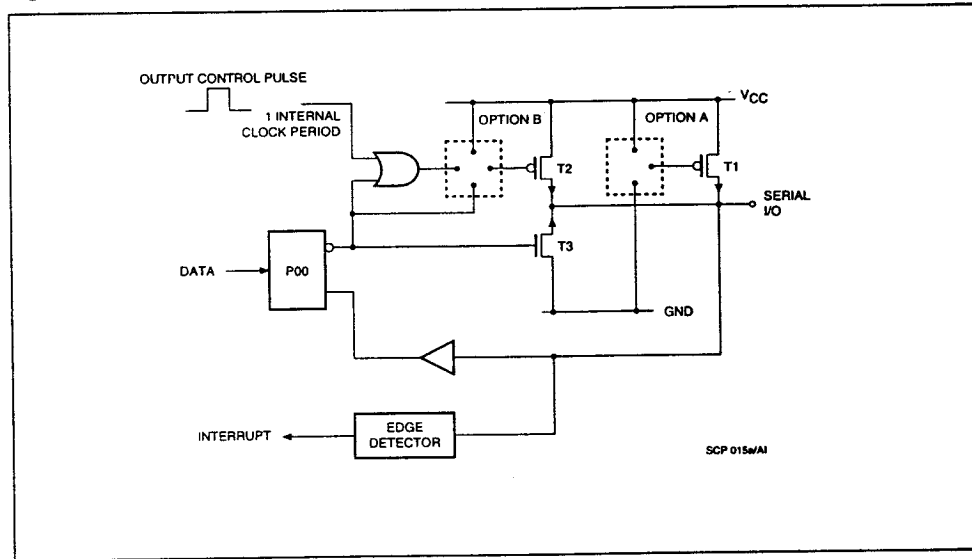 OUTPUT CONTROL PULSE
1 INTERNAL
CLOCK PERIOD
OPTION B
OPTION A
VCC
T2
T1
SERIAL
I/O
T3
DATA
P00
GND
INTERRUPT
EDGE
DETECTOR
SCP 015a/AI